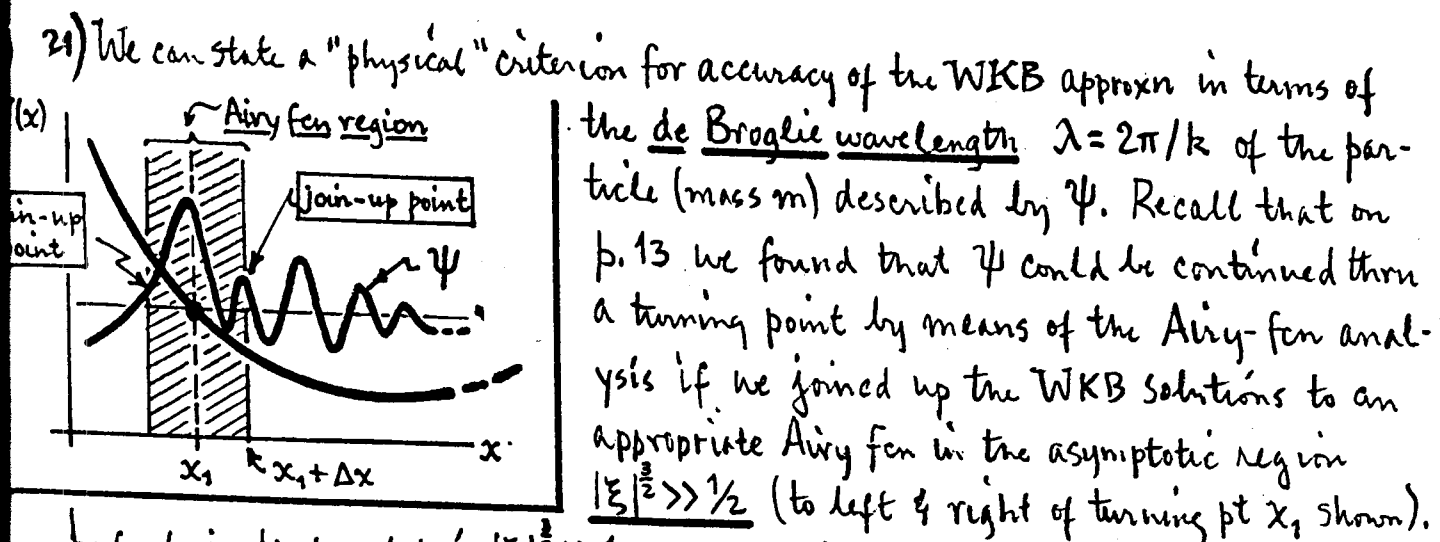 21) We can state a "physical" criterion for accuracy of the WKB approxn in terms of
the de Broglie wavelength λ = 2π/k of the par-
ticle (mass m) described by ψ. Recall that on
p. 13 we found that ψ could be continued thru
a turning point by means of the Airy-fcn anal-
ysis if we joined up the WKB solutions to an
appropriate Airy fcn in the asymptotic region
|ξ|^{3/2} >> 1/2 (to left & right of turning pt x₁ shown).
(x)
Airy fcn region
join-up point
in-up
oint
ψ
x
x₁
x₁ + Δx